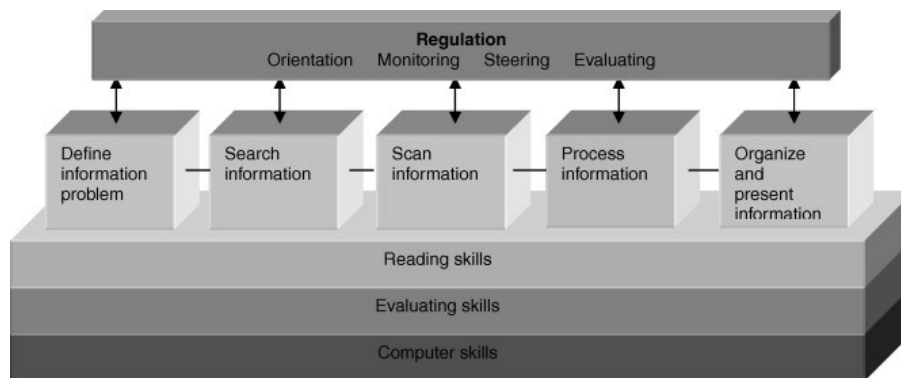 Regulation
Orientation Monitoring Steering Evaluating
Define
information
problem
Search
information
Scan
information
Process
information
Organize
and
present
information
Reading skills
Evaluating skills
Computer skills